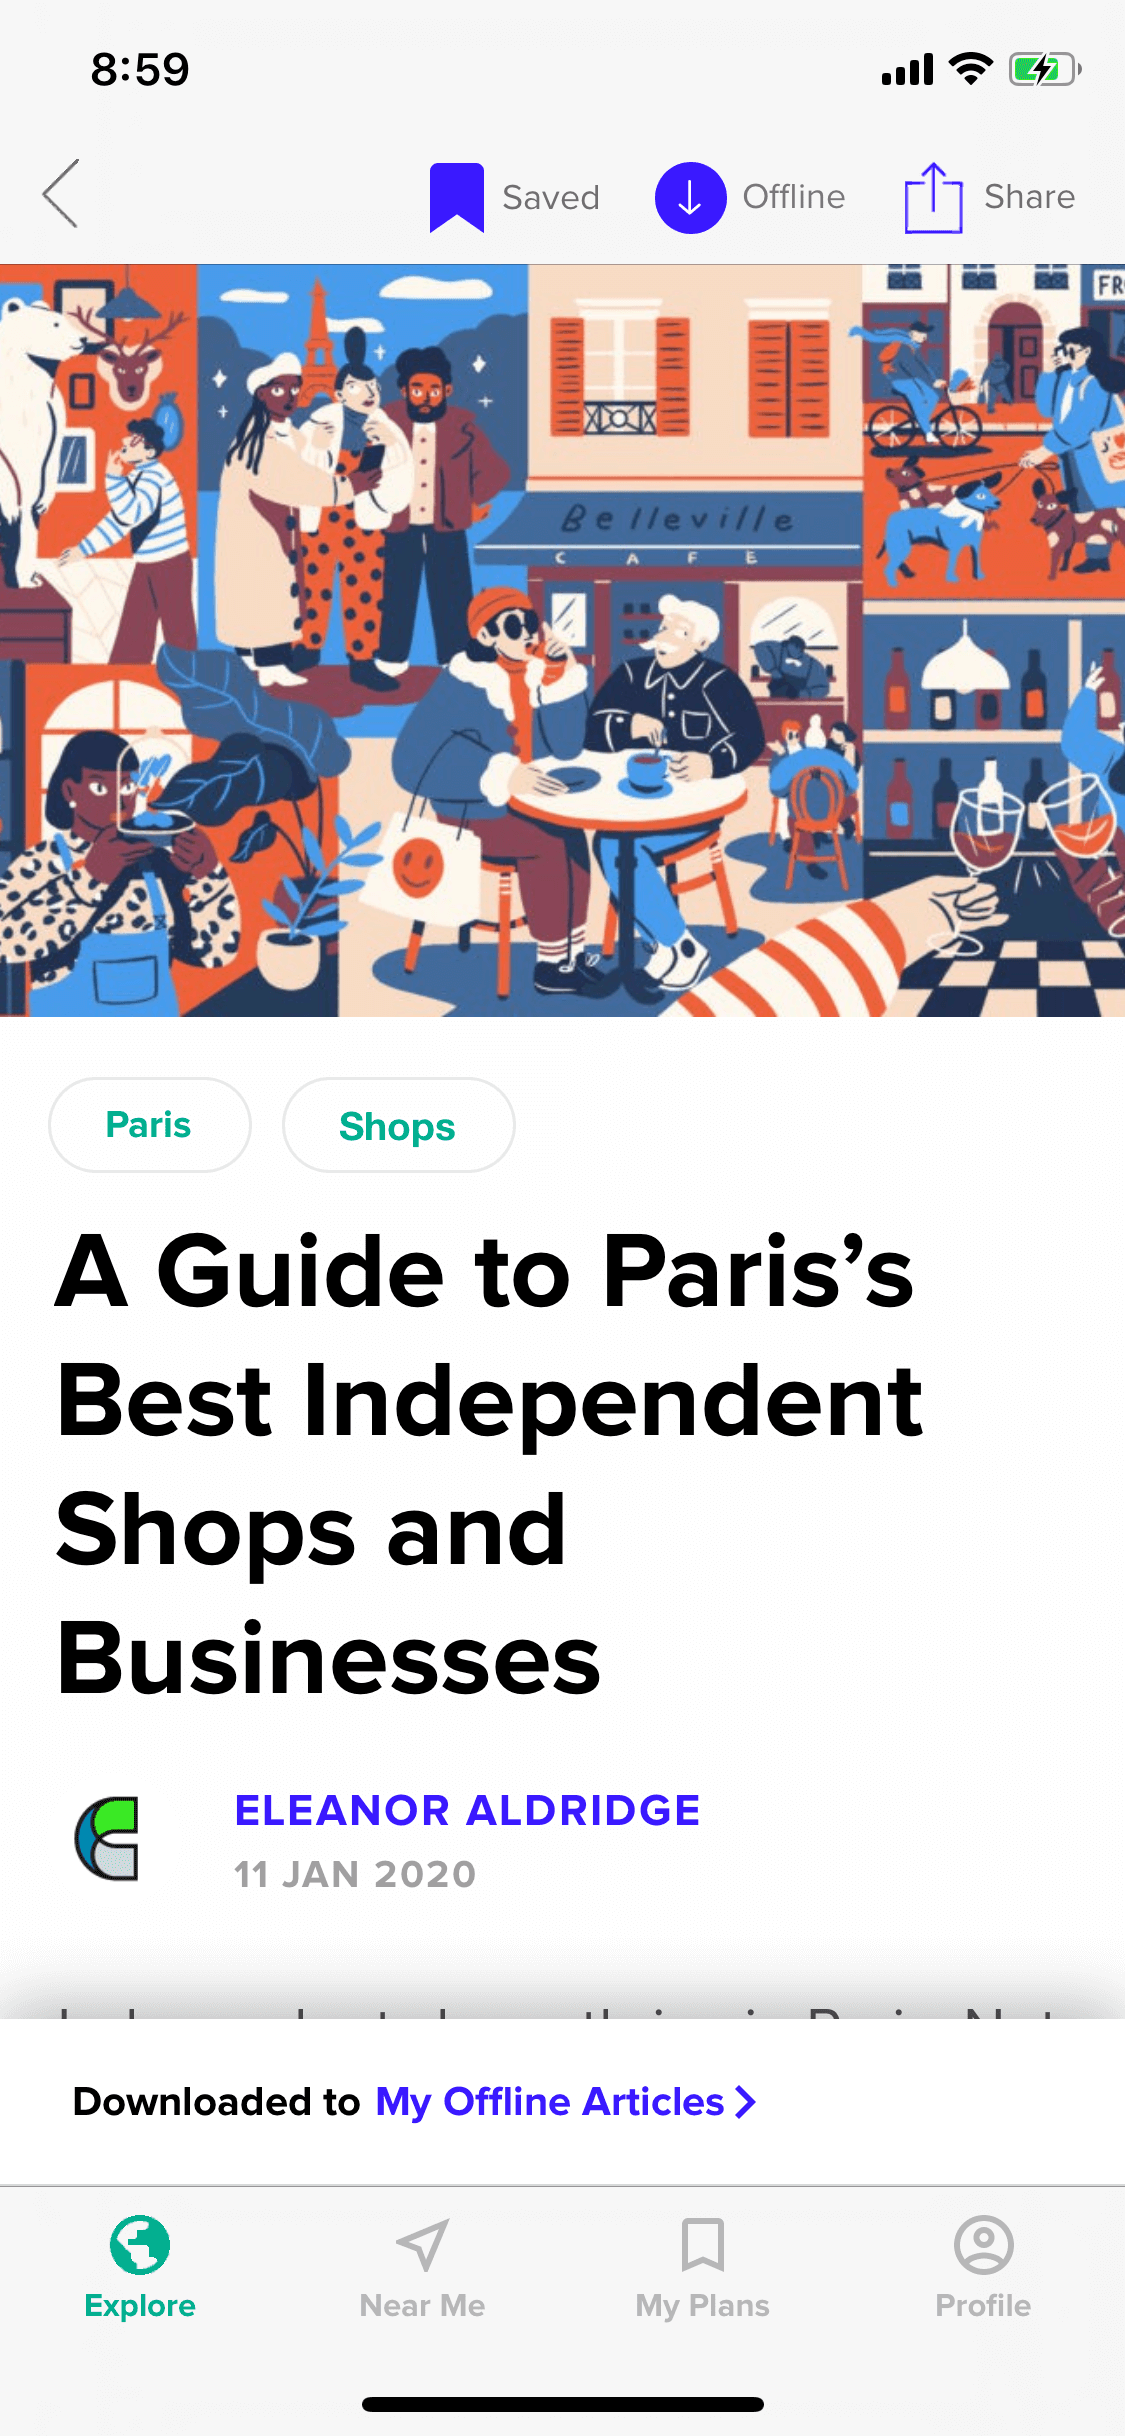 8:59
Saved
Offline
Share
FR
Belleville
CAFE
Paris
Shops
A Guide to Paris’s
Best Independent
Shops and
Businesses
ELEANOR ALDRIDGE
11 JAN 2020
Downloaded to My Offline Articles
Explore
Near Me
My Plans
Profile